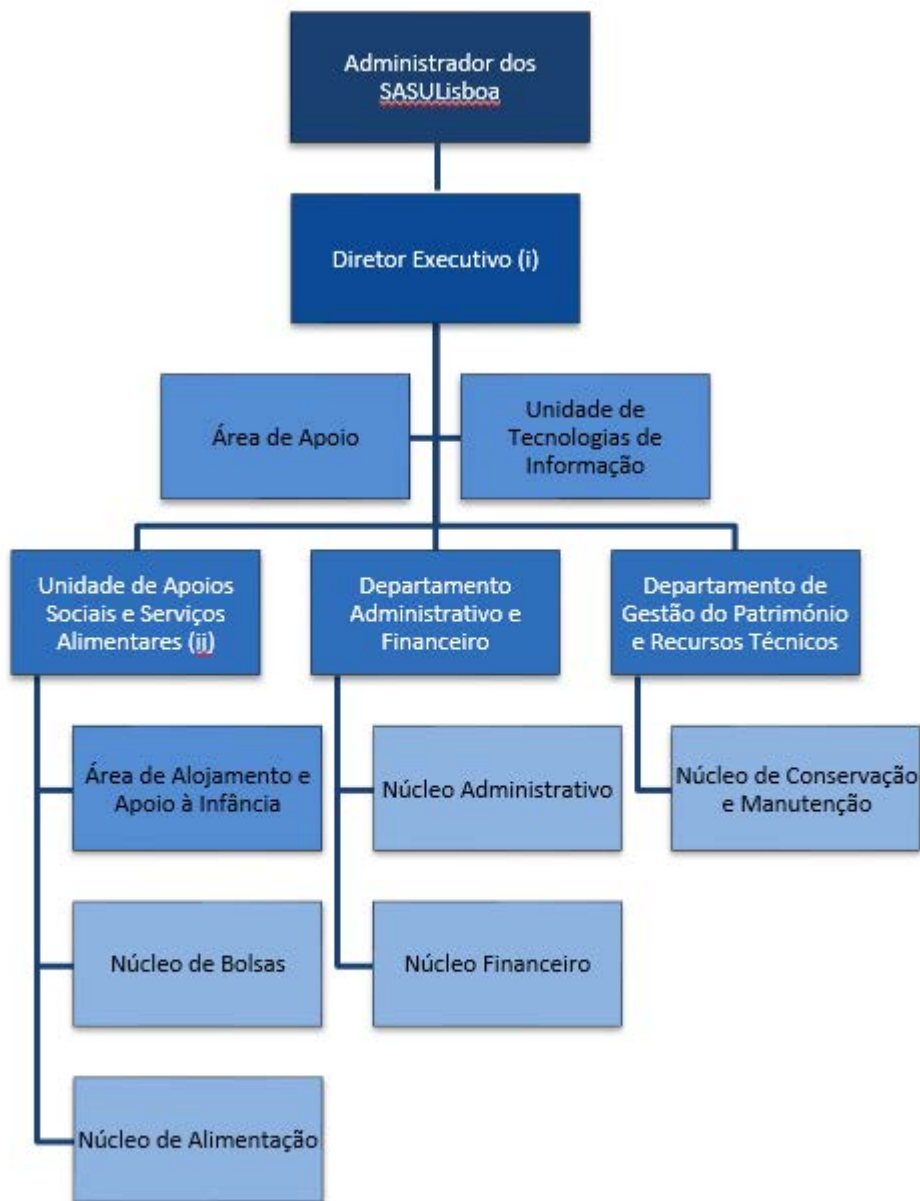 Administrador dos
SASULisboa
Diretor Executivo (i)
Área de Apoio
Unidade de
Tecnologias de
Informação
Unidade de Apoios
Sociais e Serviços
Alimentares (ii)
Departamento
Administrativo e
Financeiro
Departamento de
Gestão do Património
e Recursos Técnicos
Área de Alojamento e
Apoio à Infância
Núcleo Administrativo
Núcleo de Conservação
e Manutenção
Núcleo de Bolsas
Núcleo Financeiro
Núcleo de Alimentação